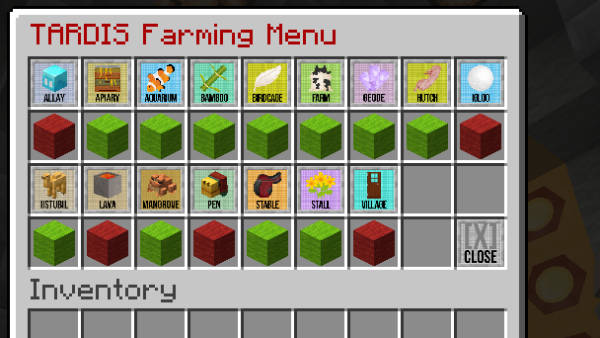 TARDIS Farming Menu
ALLAY APIARY AQUARIUM BAMBOO BIRDCAGE FARM GEODE HUTCH IGLOO
IISTUBIL LAVA MANGROVE PEN STABLE STALL VILLAGE
[X] CLOSE
Inventory